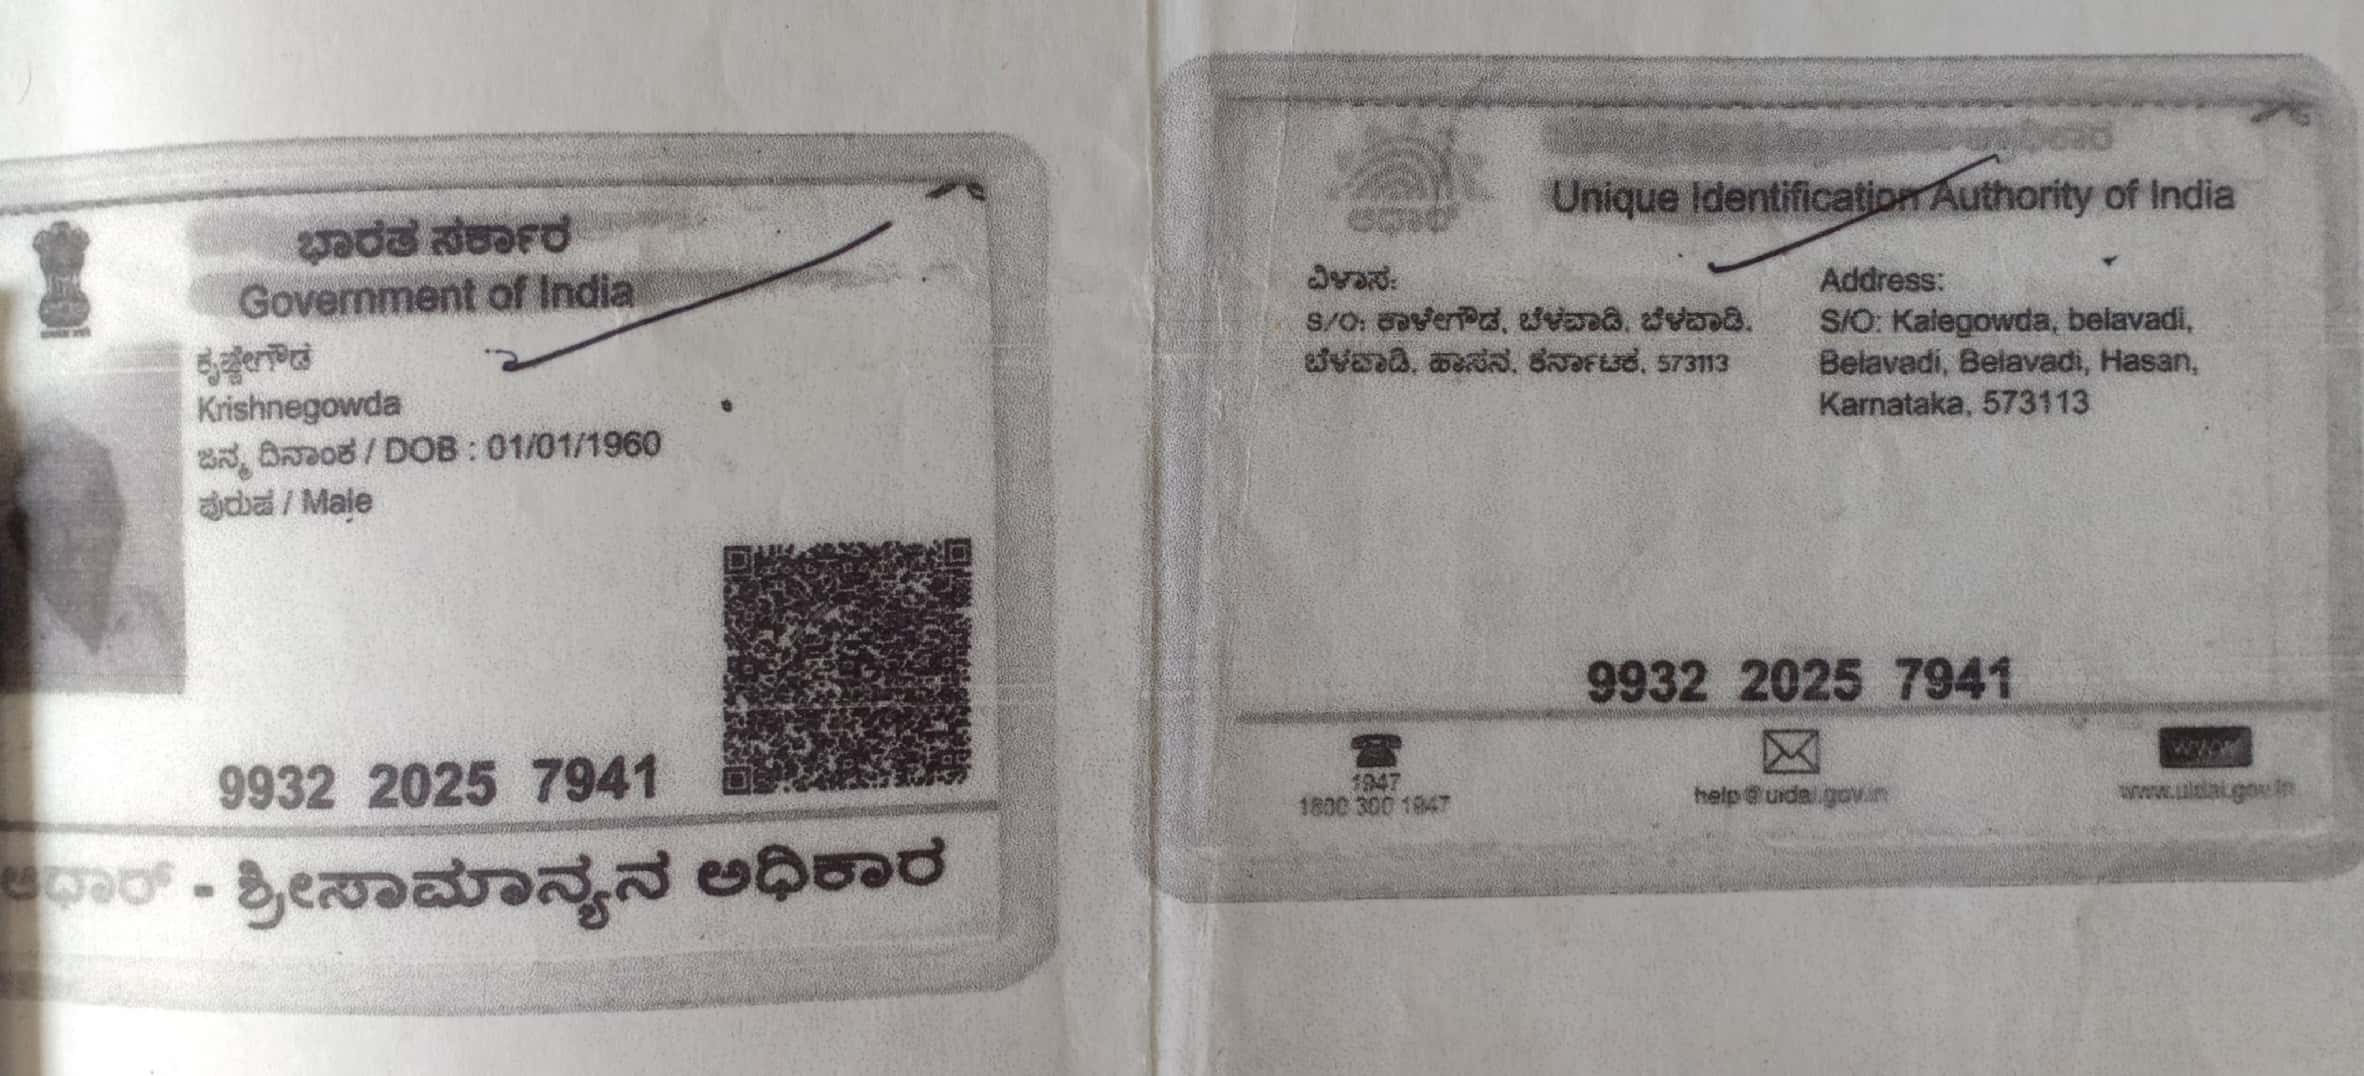 ಭಾರತ ಸರ್ಕಾರ
Government of India
ಕೃಷ್ಣೇಗೌಡ
Krishnegowda
ಜನ್ಮ ದಿನಾಂಕ / DOB : 01/01/1960
ಪುರುಷ / Male
9932 2025 7941
ಆಧಾರ್ - ಶ್ರೀಸಾಮಾನ್ಯನ ಅಧಿಕಾರ
ಆಧಾರ್
Unique Identification Authority of India
ವಿಳಾಸ:
S/O: ಕಾಳೇಗೌಡ, ಬೆಳವಾಡಿ, ಬೆಳವಾಡಿ,
ಬೆಳವಾಡಿ, ಹಾಸನ, ಕರ್ನಾಟಕ, 573113
Address:
S/O: Kalegowda, belavadi,
Belavadi, Belavadi, Hasan,
Karnataka, 573113
9932 2025 7941
1947
1800 300 1947
help@uidai.gov.in
www
www.uidai.gov.in